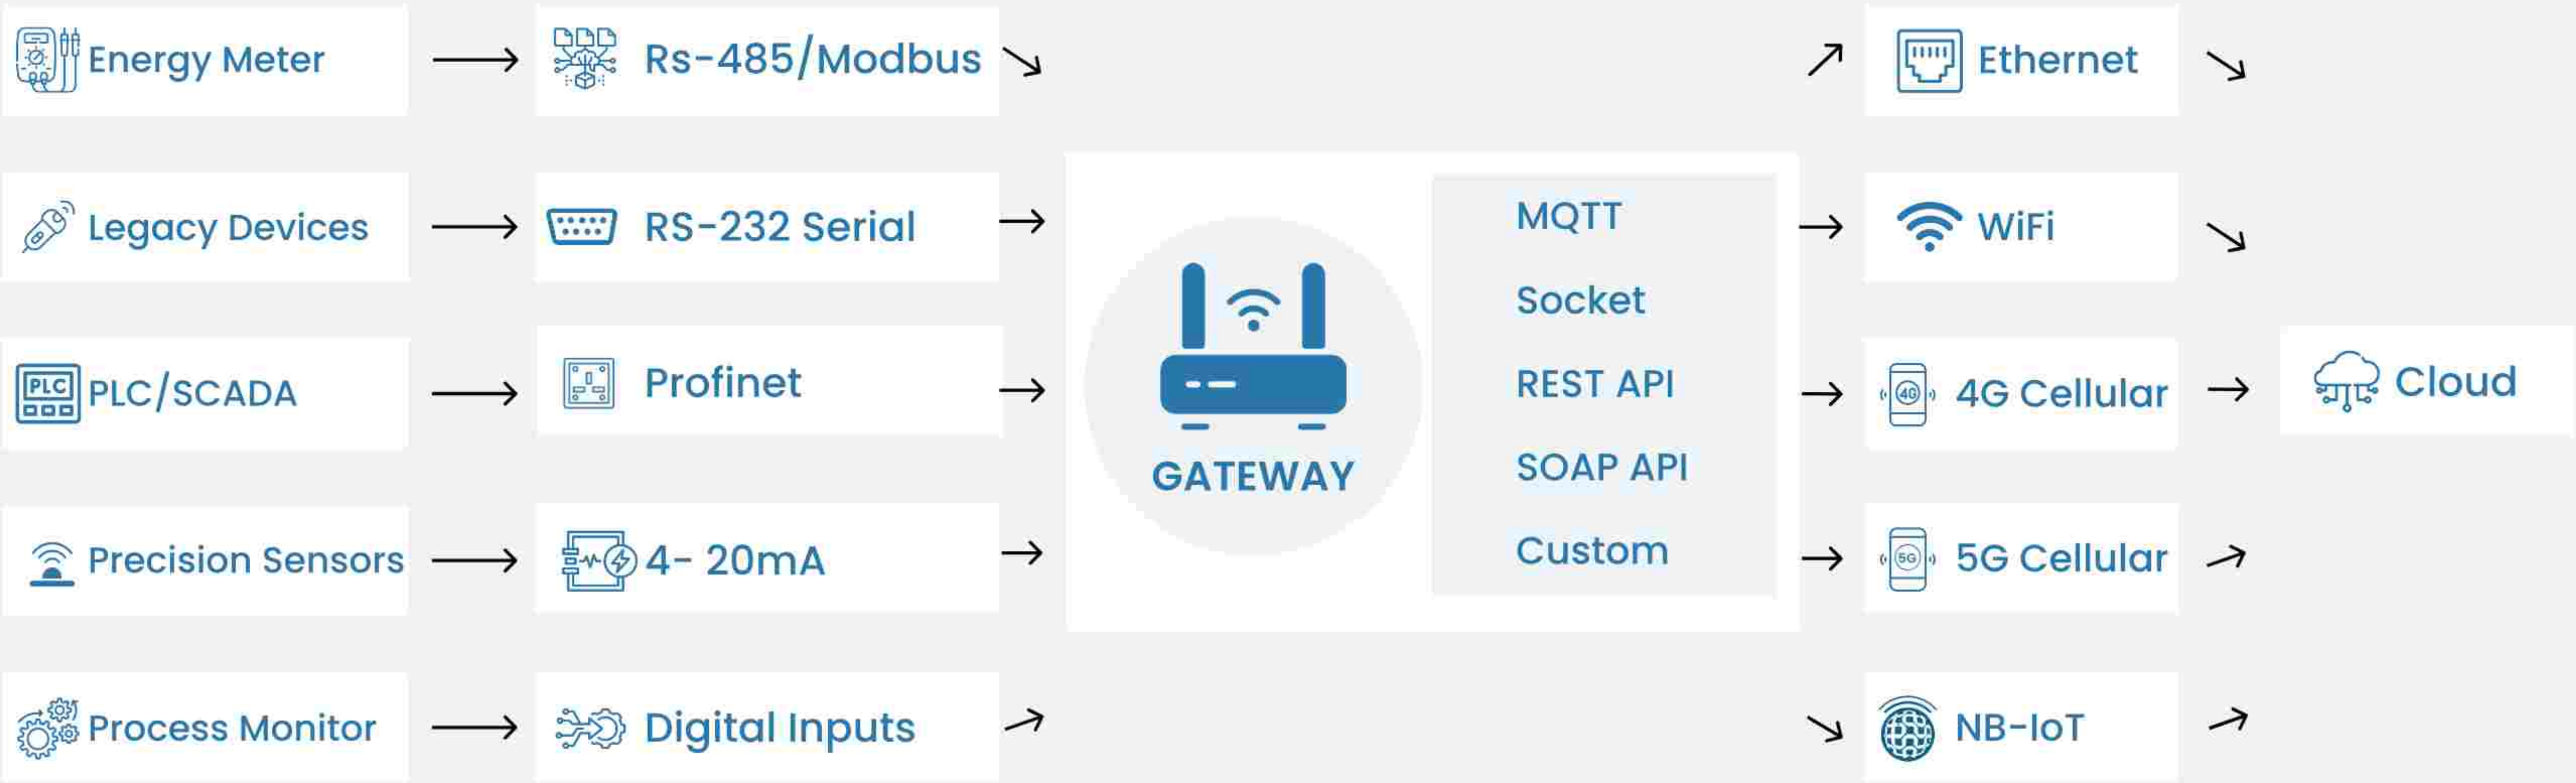 Energy Meter
Rs-485/Modbus
Legacy Devices
RS-232 Serial
PLC
PLC/SCADA
Profinet
Precision Sensors
4- 20mA
Process Monitor
Digital Inputs
GATEWAY
MQTT
Socket
REST API
SOAP API
Custom
Ethernet
WiFi
4G
4G Cellular
5G
5G Cellular
NB-IoT
Cloud